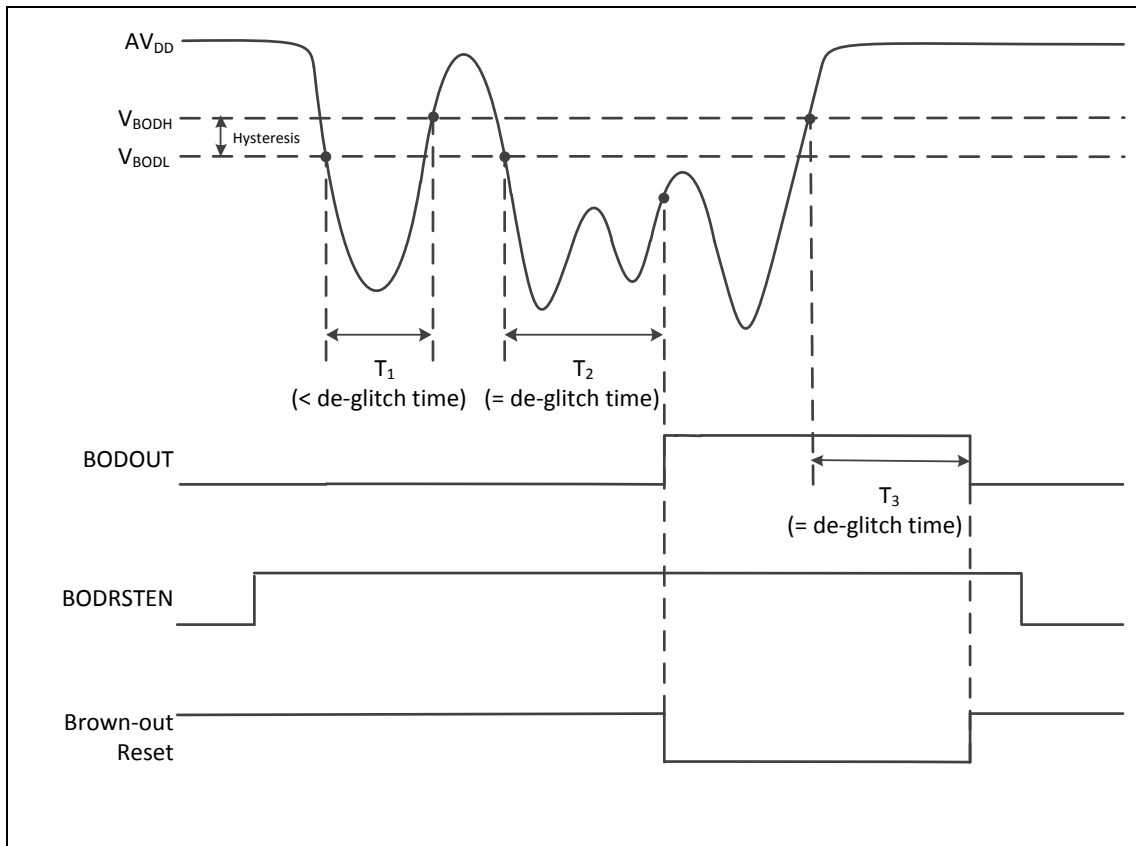 AVDD
VBODH
Hysteresis
VBODL
T1
(< de-glitch time)
T2
(= de-glitch time)
BODOUT
T3
(= de-glitch time)
BODRSTEN
Brown-out
Reset